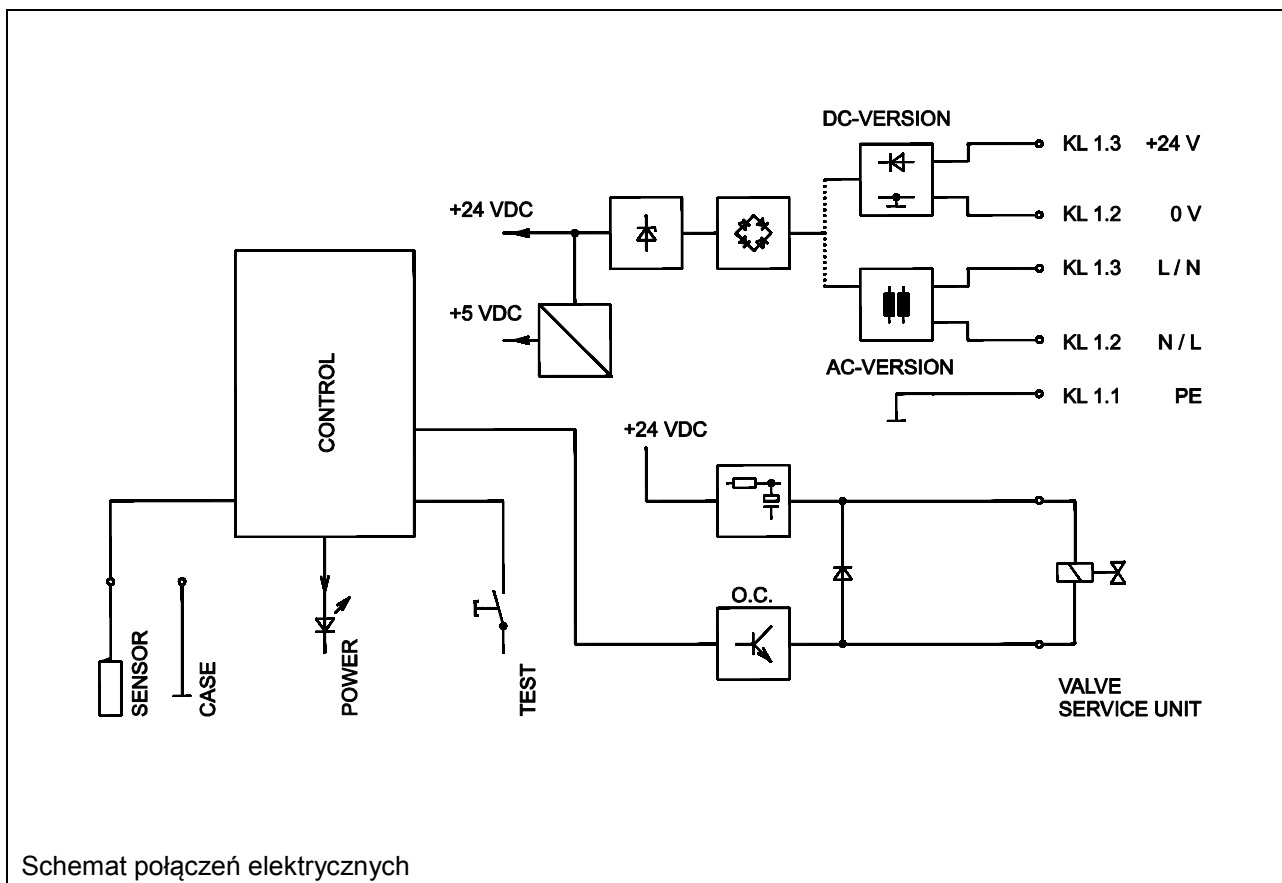 DC-VERSION
KL 1.3 +24 V
+24 VDC
KL 1.2 0 V
KL 1.3 L / N
+5 VDC
KL 1.2 N / L
AC-VERSION
KL 1.1 PE
CONTROL
+24 VDC
O.C.
SENSOR
CASE
POWER
TEST
VALVE
SERVICE UNIT
Schemat połączeń elektrycznych